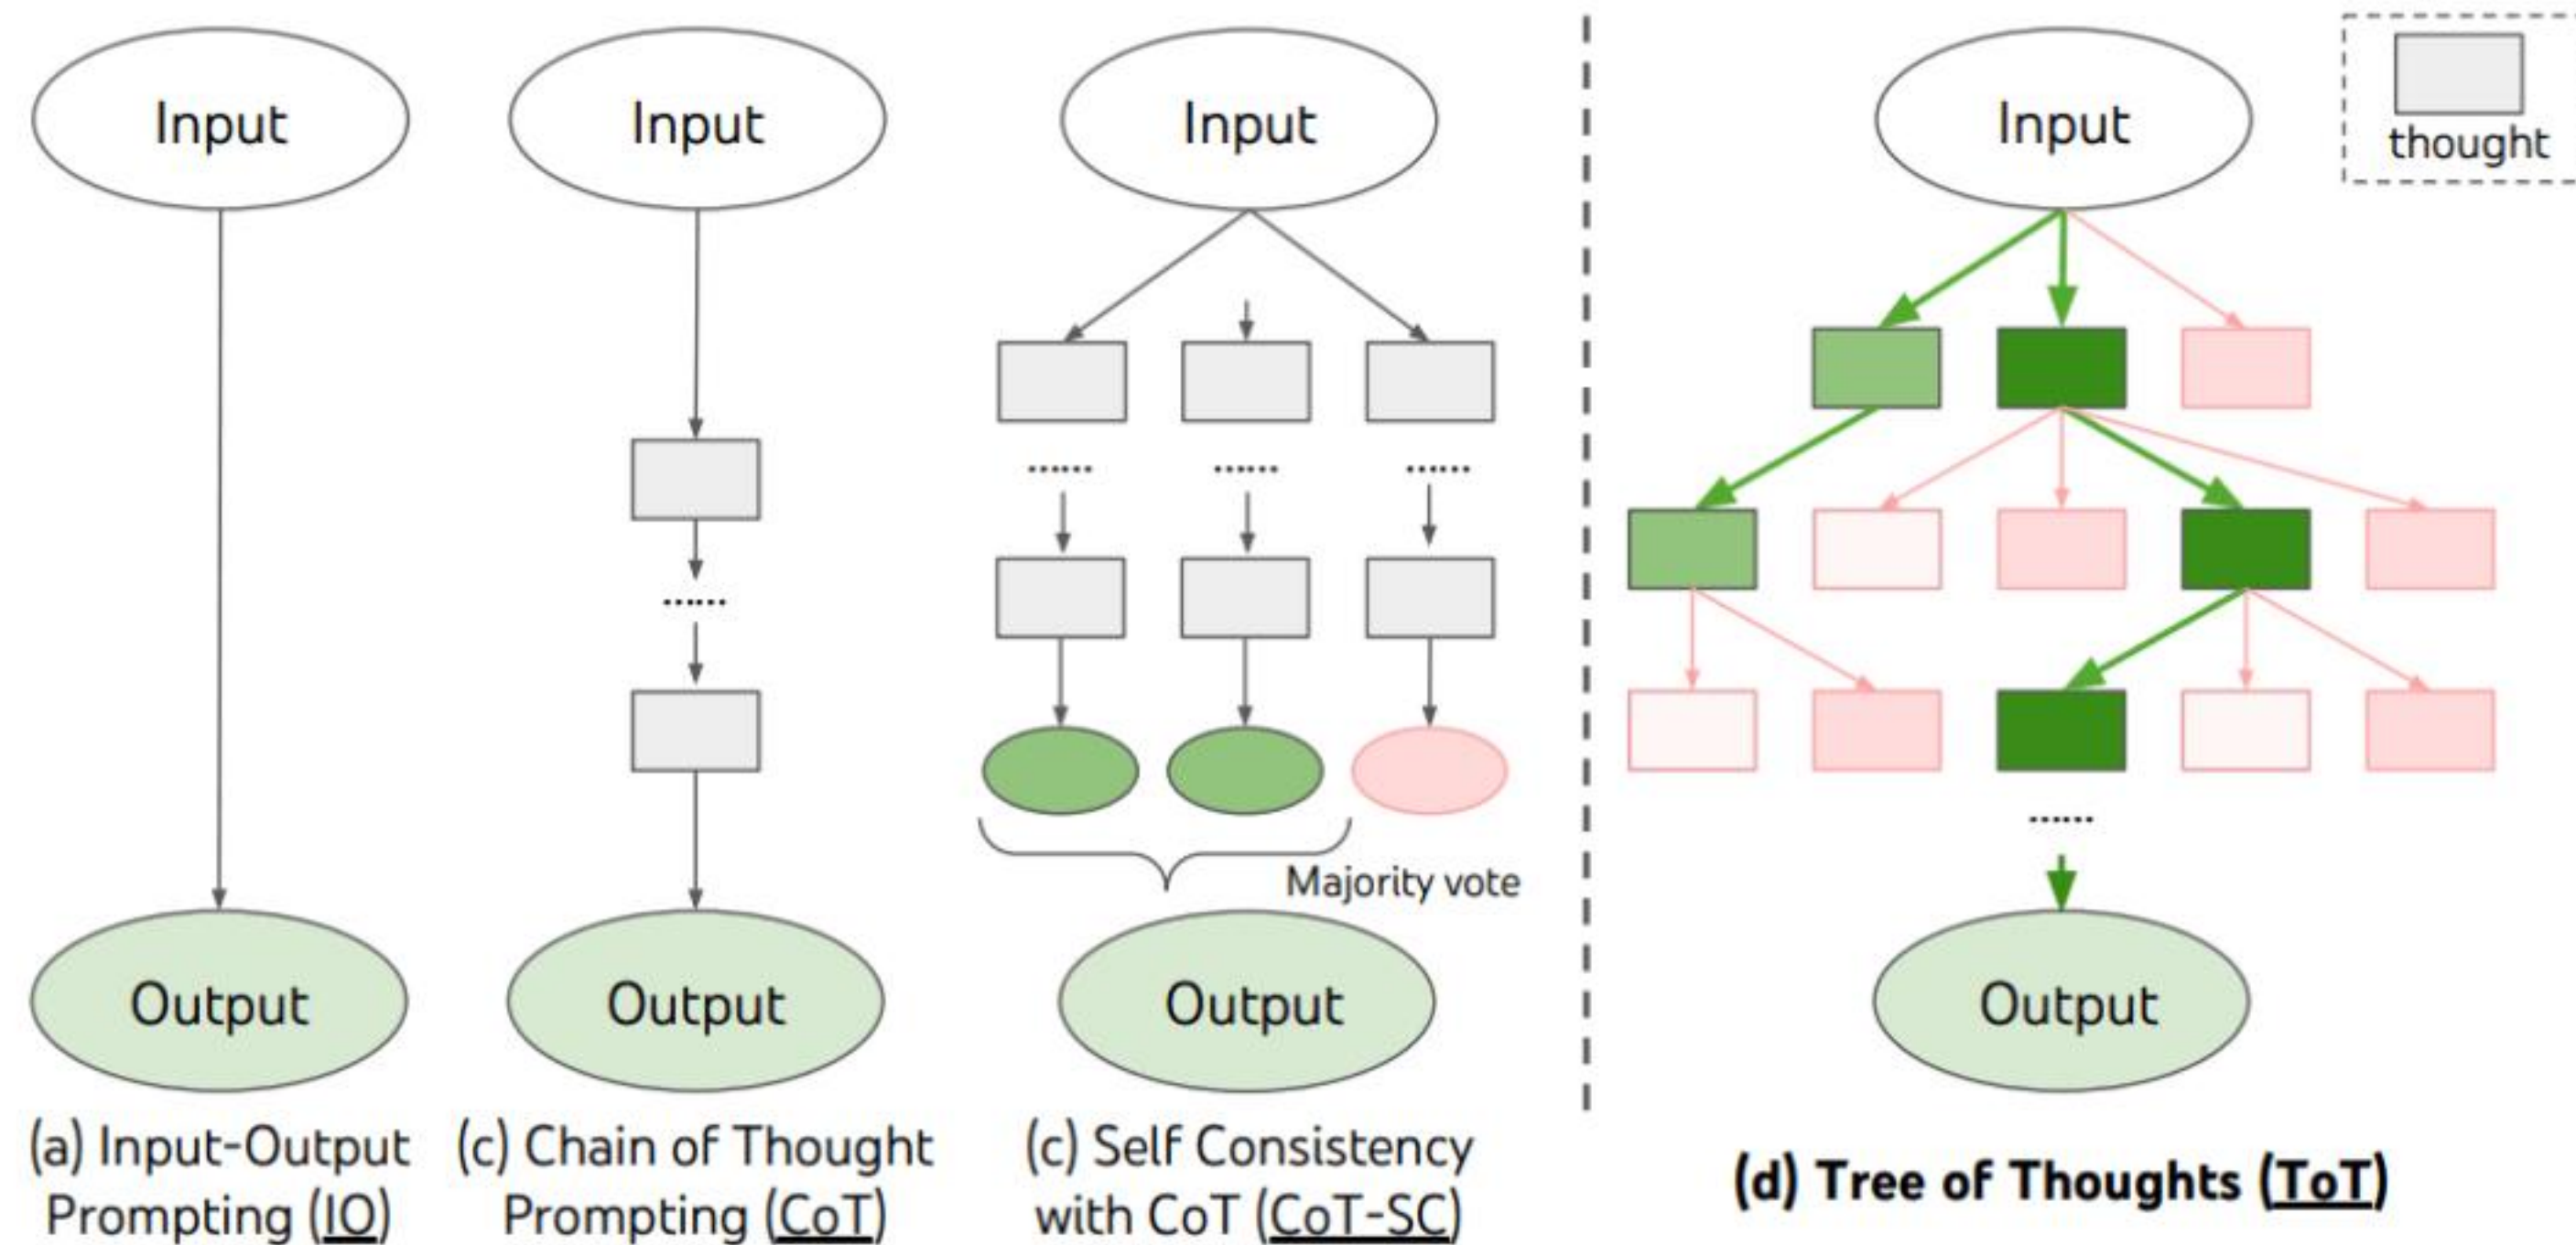 Input
Input
Input
Input
thought
......
......
......
......
......
Majority vote
Output
Output
Output
Output
(a) Input-Output
Prompting (IO)
(c) Chain of Thought
Prompting (CoT)
(c) Self Consistency
with CoT (CoT-SC)
(d) Tree of Thoughts (ToT)